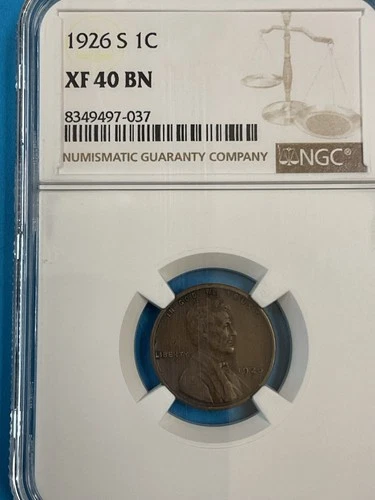 1926 S 1C
XF 40 BN
8349497-037
NUMISMATIC GUARANTY COMPANY
NGC®
LIBERTY